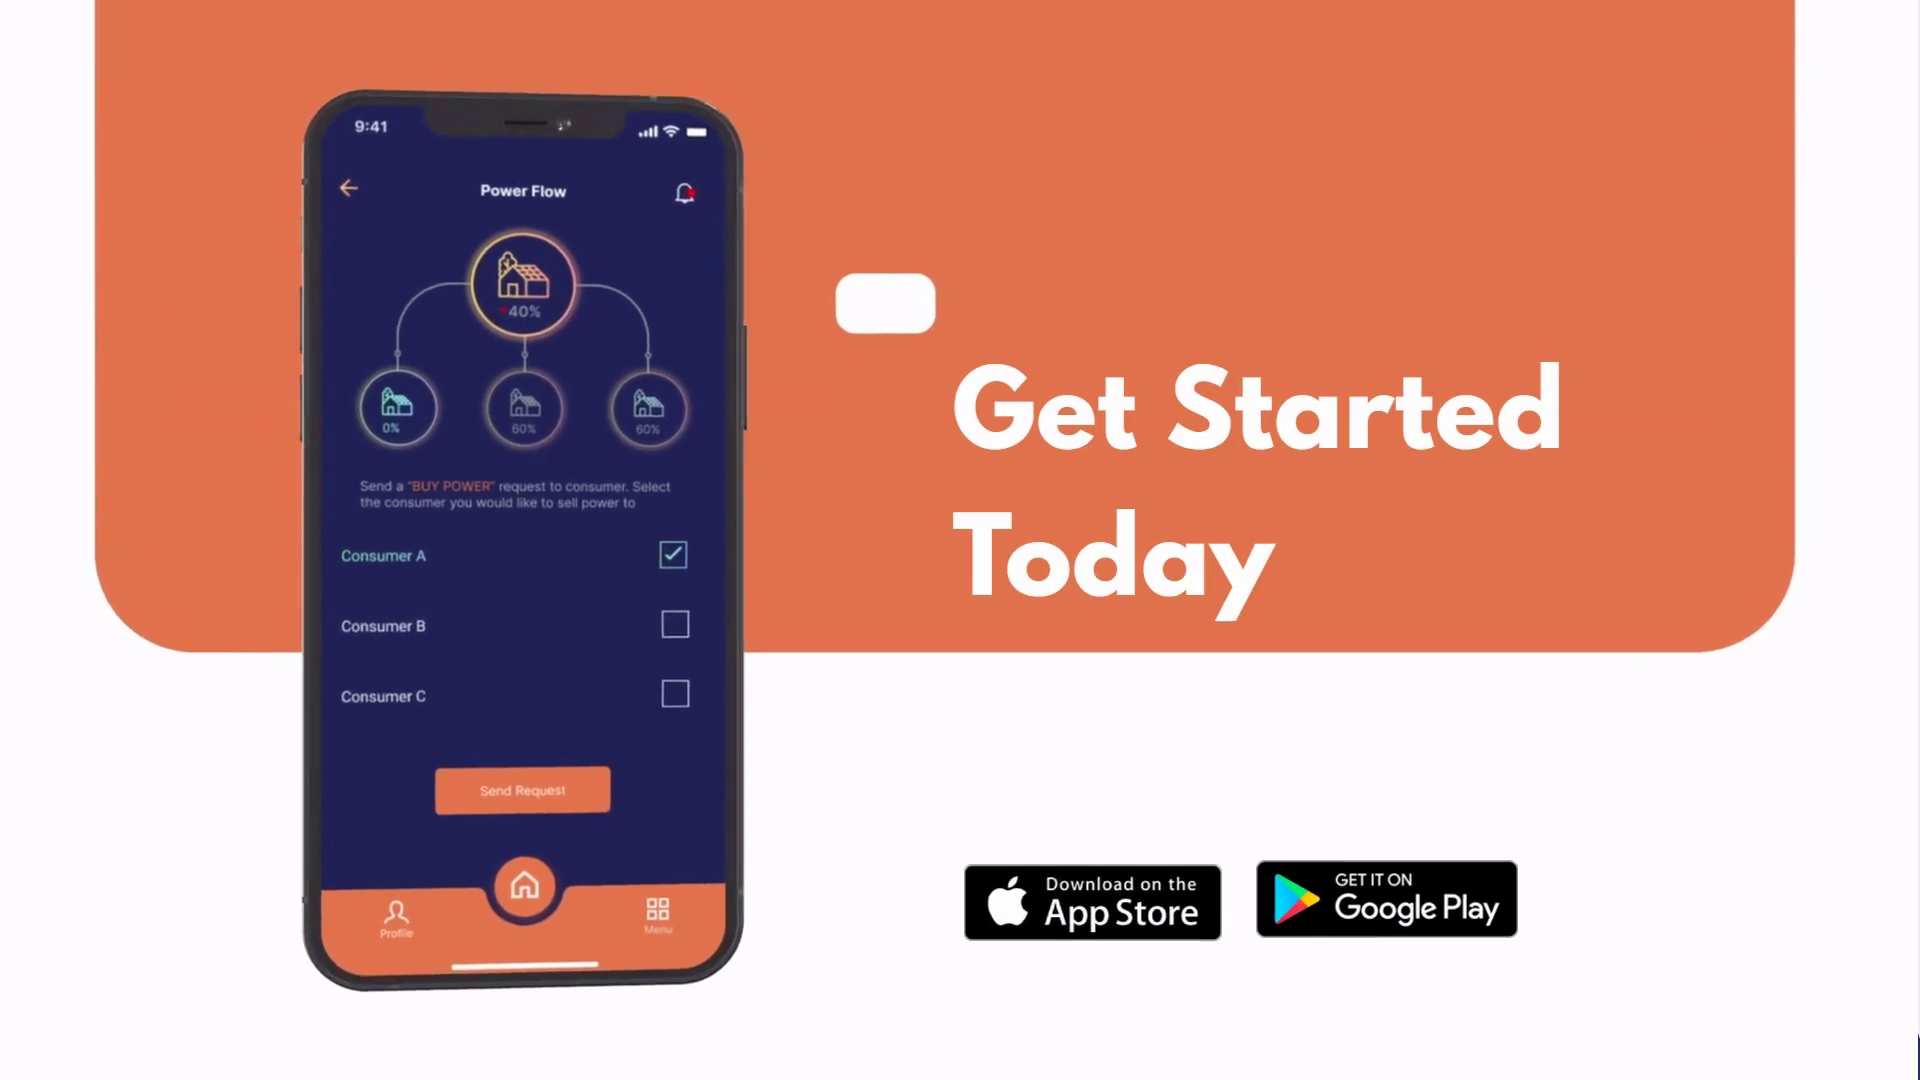 9:41
Power Flow
40%
0%
60%
60%
Send a "BUY POWER" request to consumer. Select
the consumer you would like to sell power to
Consumer A
Consumer B
Consumer C
Send Request
Profile
Menu
Get Started
Today
Download on the
App Store
GET IT ON
Google Play